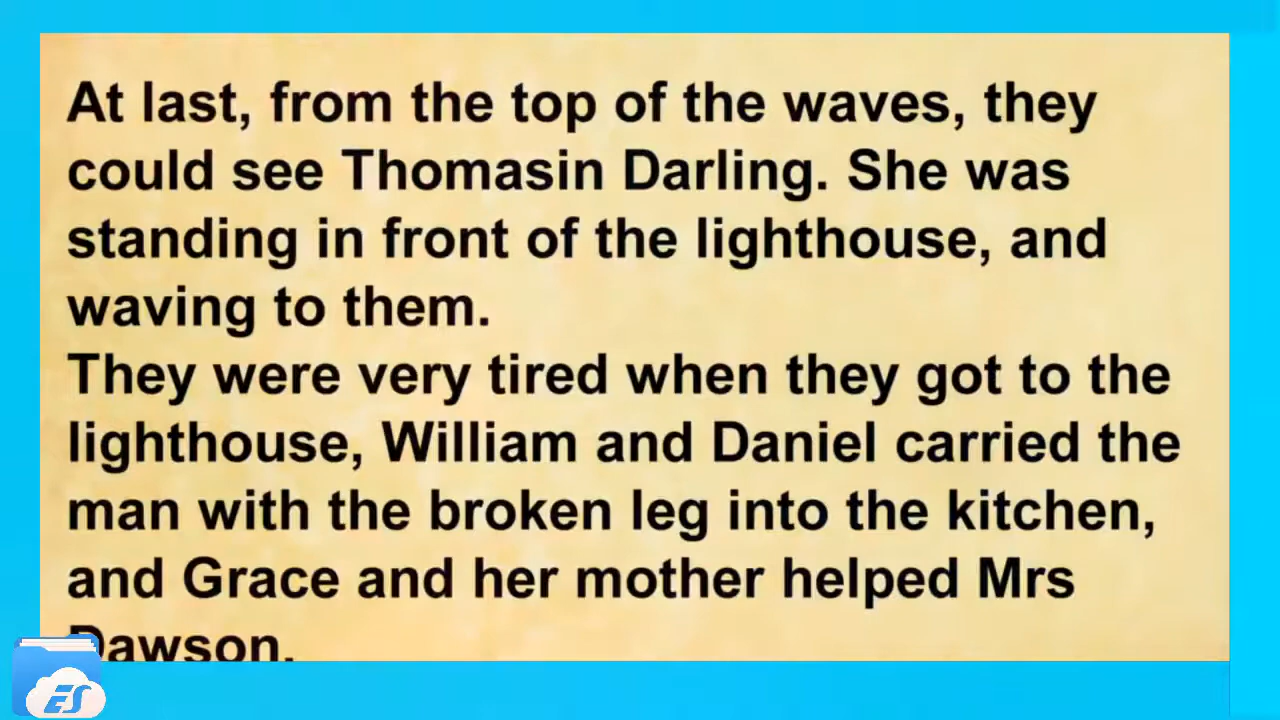 At last, from the top of the waves, they
could see Thomasin Darling. She was
standing in front of the lighthouse, and
waving to them.
They were very tired when they got to the
lighthouse, William and Daniel carried the
man with the broken leg into the kitchen,
and Grace and her mother helped Mrs
Dawson.
ES